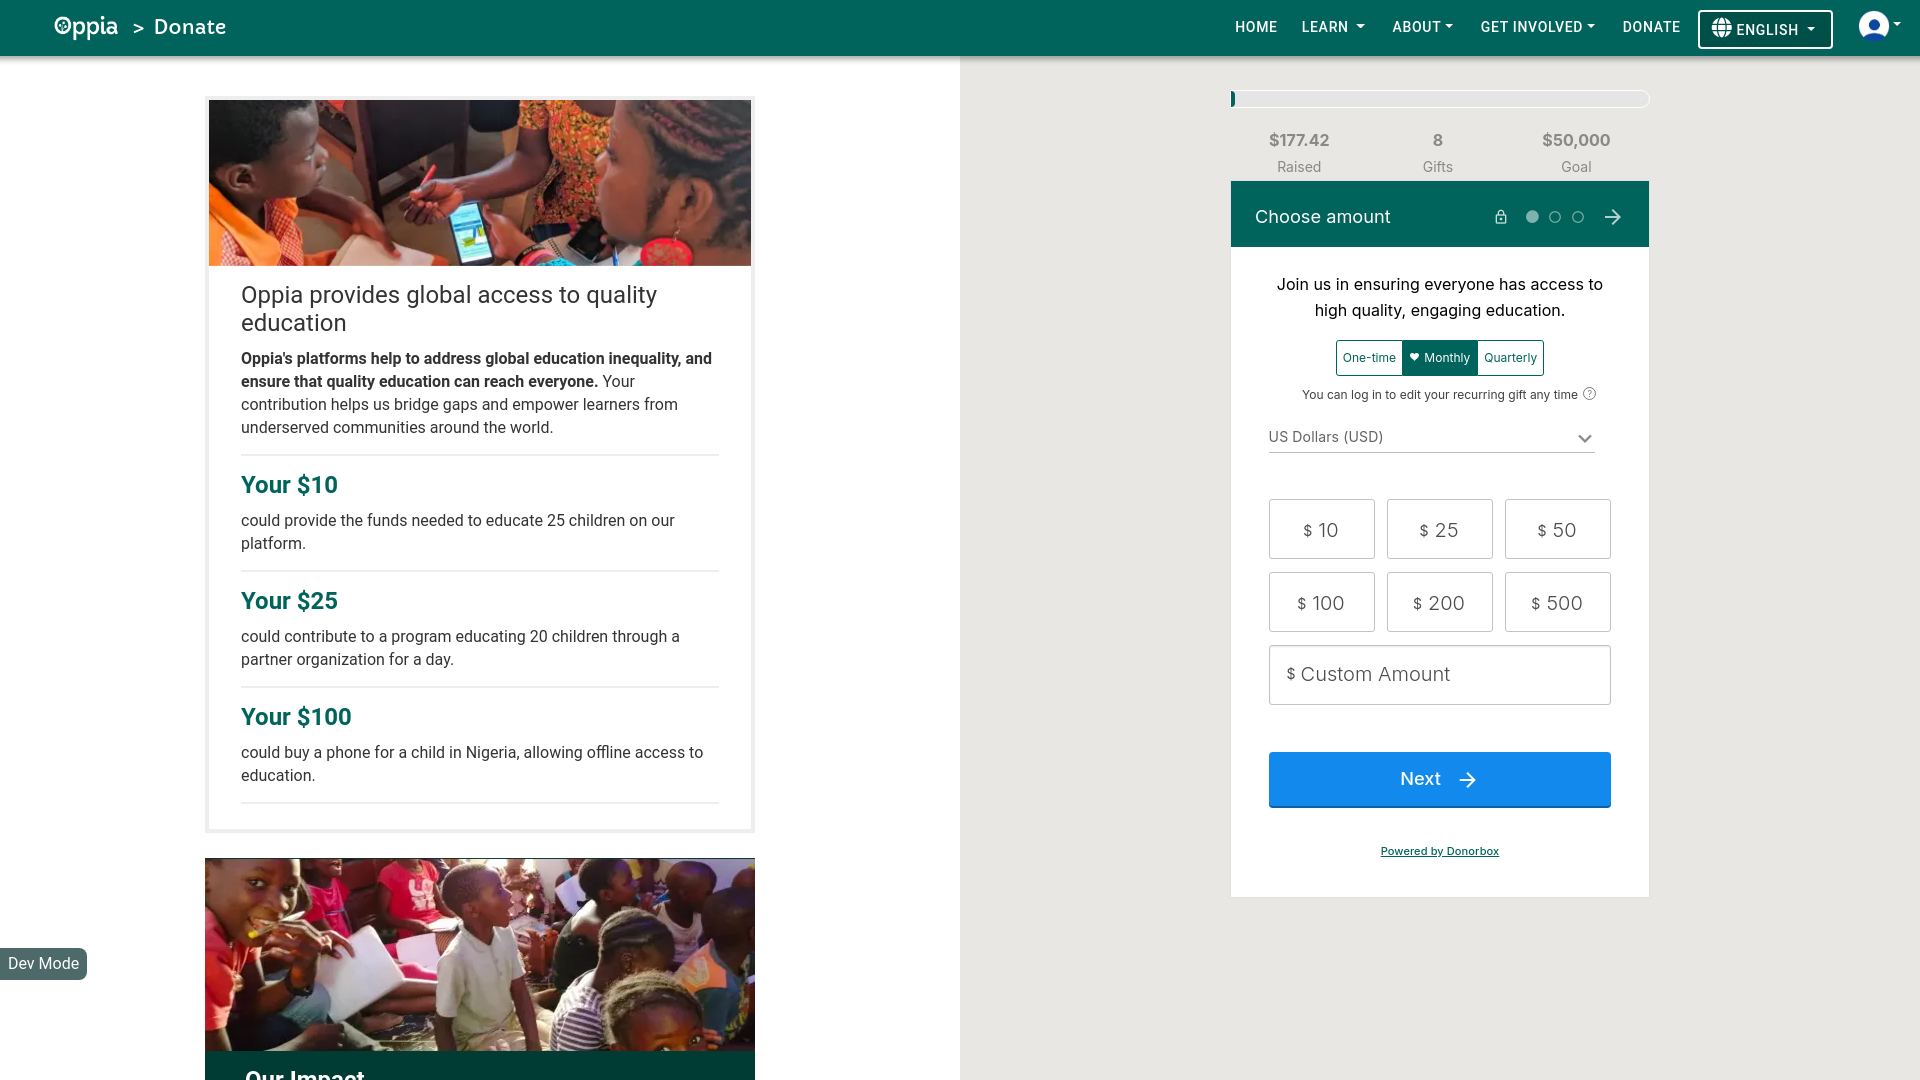 Oppia > Donate
HOME LEARN ABOUT GET INVOLVED DONATE ENGLISH
Oppia provides global access to quality
education
Oppia's platforms help to address global education inequality, and
ensure that quality education can reach everyone. Your
contribution helps us bridge gaps and empower learners from
underserved communities around the world.
Your $10
could provide the funds needed to educate 25 children on our
platform.
Your $25
could contribute to a program educating 20 children through a
partner organization for a day.
Your $100
could buy a phone for a child in Nigeria, allowing offline access to
education.
Our Impact
Dev Mode
$177.42 8 $50,000
Raised Gifts Goal
Choose amount
Join us in ensuring everyone has access to
high quality, engaging education.
One-time Monthly Quarterly
You can log in to edit your recurring gift any time ?
US Dollars (USD)
$ 10 $ 25 $ 50
$ 100 $ 200 $ 500
$ Custom Amount
Next
Powered by Donorbox